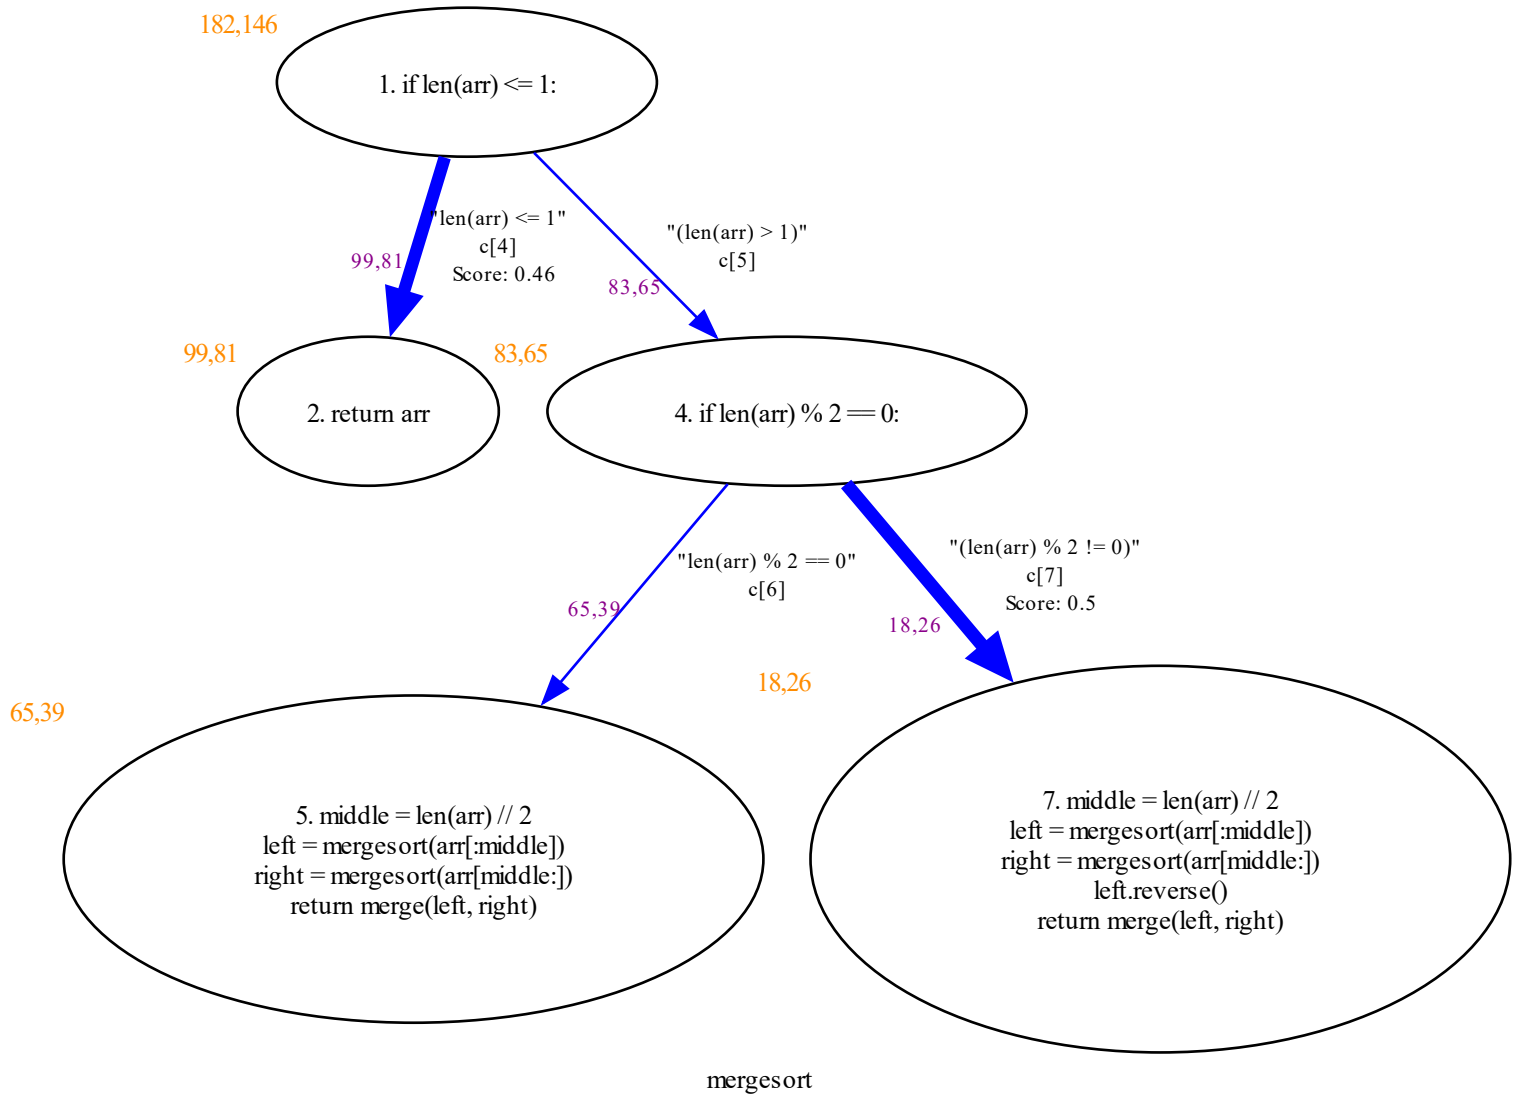 182,146
1. if len(arr) <= 1:
"len(arr) <= 1"
c[4]
Score: 0.46
99,81
"(len(arr) > 1)"
c[5]
83,65
99,81
2. return arr
83,65
4. if len(arr) % 2 == 0:
"len(arr) % 2 == 0"
c[6]
65,39
"(len(arr) % 2 != 0)"
c[7]
Score: 0.5
18,26
65,39
5. middle = len(arr) // 2
left = mergesort(arr[:middle])
right = mergesort(arr[middle:])
return merge(left, right)
18,26
7. middle = len(arr) // 2
left = mergesort(arr[:middle])
right = mergesort(arr[middle:])
left.reverse()
return merge(left, right)
mergesort